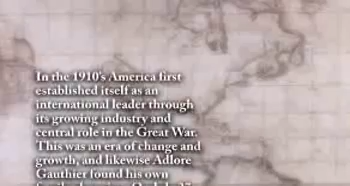 In the 1910's America first
established itself as an
international leader through
its growing industry and
central role in the Great War.
This was an era of change and
growth, and likewise Adlore
Gauthier found his own